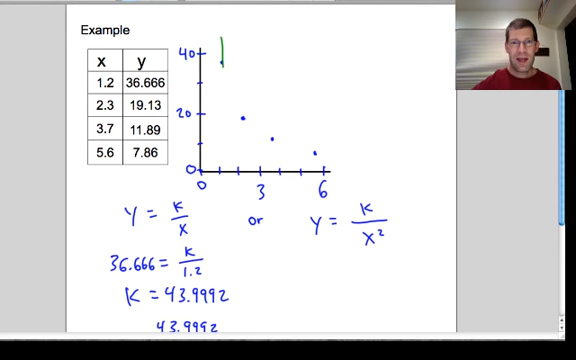 Example
x y
1.2 36.666
2.3 19.13
3.7 11.89
5.6 7.86
40
20
0
0 3 6
Y = K/X or Y = K/X²
36.666 = K/1.2
K = 43.9992
43.9992